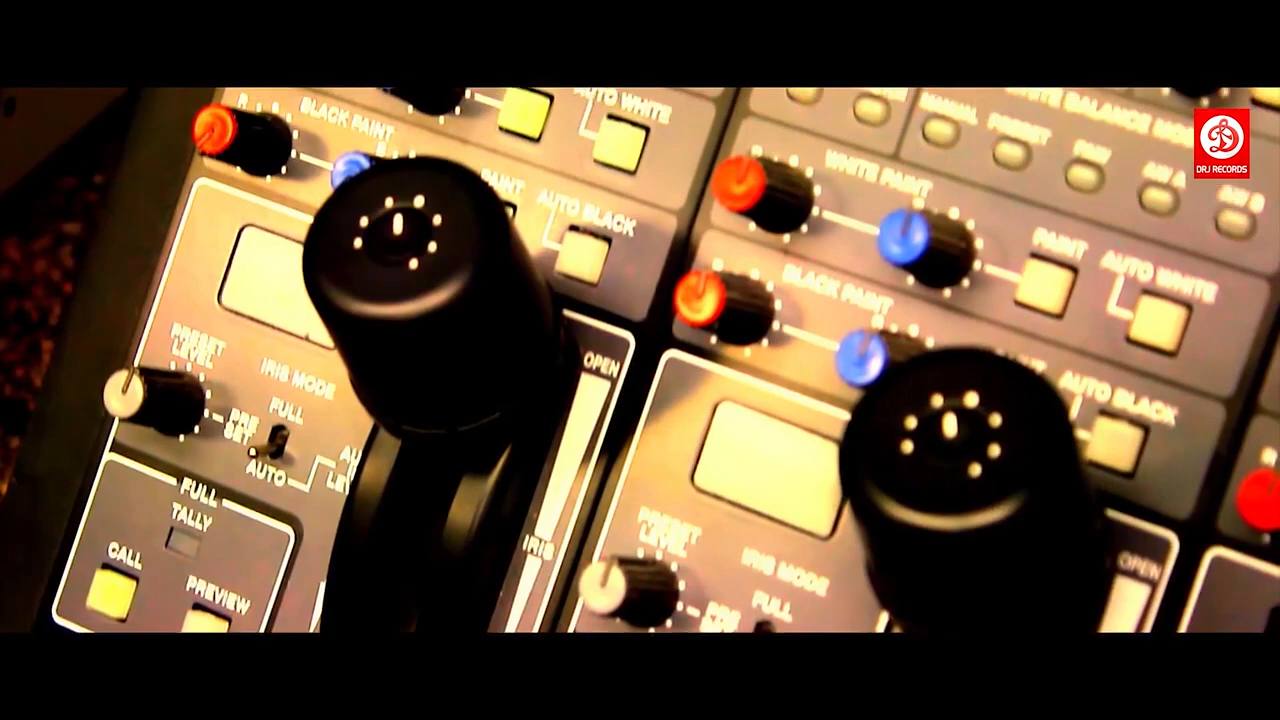 DRJ RECORDS
R
BLACK PAINT
AUTO WHITE
PAINT
AUTO BLACK
PRESET
LEVEL
IRIS MODE
FULL
PRE
SET
AUTO
OPEN
IRIS
FULL
TALLY
CALL
PREVIEW
MANUAL
PRESET
WHITE BALANCE
WHITE PAINT
PAINT
AUTO WHITE
BLACK PAINT
AUTO BLACK
PRESET
LEVEL
IRIS MODE
FULL
OPEN